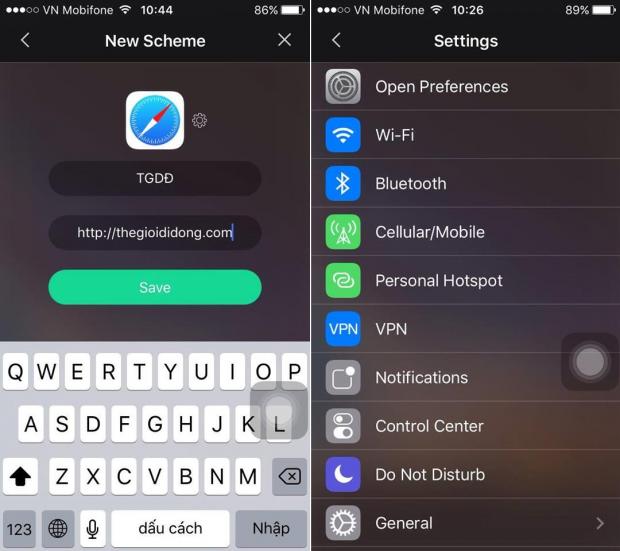 VN Mobifone 10:44 86%
New Scheme
TGDĐ
http://thegioididong.com
Save
Q W E R T Y U I O P
A S D F G H J K L
Z X C V B N M
123 dấu cách Nhập
VN Mobifone 10:26 89%
Settings
Open Preferences
Wi-Fi
Bluetooth
Cellular/Mobile
Personal Hotspot
VPN VPN
Notifications
Control Center
Do Not Disturb
General